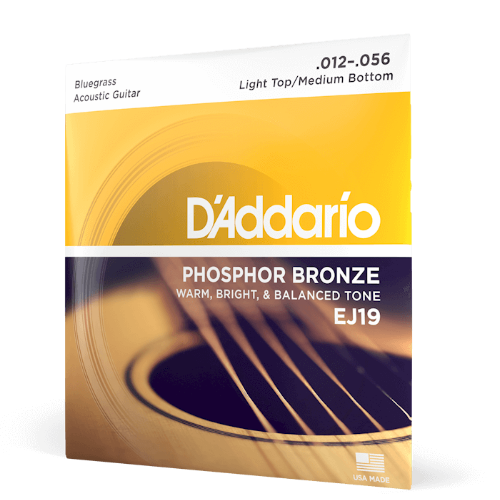 Bluegrass
Acoustic Guitar
.012–.056
Light Top/Medium Bottom
D'Addario
PHOSPHOR BRONZE
WARM, BRIGHT, & BALANCED TONE
EJ19
USA MADE